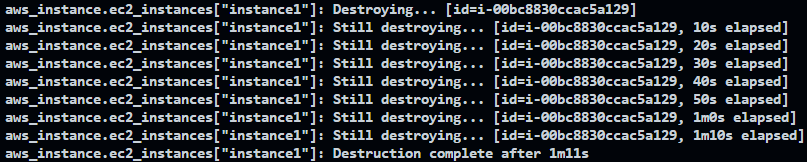 aws_instance.ec2_instances["instance1"]: Destroying... [id=i-00bc8830ccac5a129]
aws_instance.ec2_instances["instance1"]: Still destroying... [id=i-00bc8830ccac5a129, 10s elapsed]
aws_instance.ec2_instances["instance1"]: Still destroying... [id=i-00bc8830ccac5a129, 20s elapsed]
aws_instance.ec2_instances["instance1"]: Still destroying... [id=i-00bc8830ccac5a129, 30s elapsed]
aws_instance.ec2_instances["instance1"]: Still destroying... [id=i-00bc8830ccac5a129, 40s elapsed]
aws_instance.ec2_instances["instance1"]: Still destroying... [id=i-00bc8830ccac5a129, 50s elapsed]
aws_instance.ec2_instances["instance1"]: Still destroying... [id=i-00bc8830ccac5a129, 1m0s elapsed]
aws_instance.ec2_instances["instance1"]: Still destroying... [id=i-00bc8830ccac5a129, 1m10s elapsed]
aws_instance.ec2_instances["instance1"]: Destruction complete after 1m11s